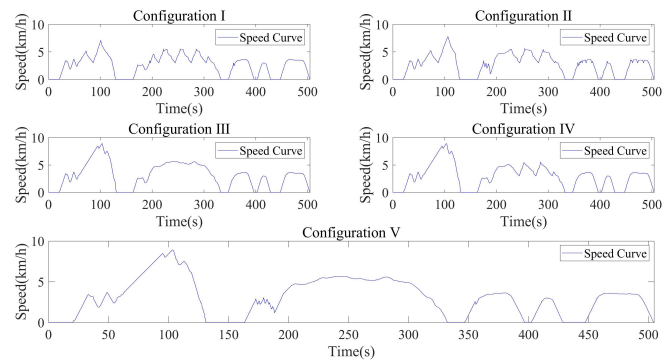 Configuration I
Configuration II
Speed(km/h)
10
5
0
Speed Curve
0 100 200 300 400 500
Time(s)
Speed(km/h)
10
5
0
Speed Curve
0 100 200 300 400 500
Time(s)
Configuration III
Configuration IV
Speed(km/h)
10
5
0
Speed Curve
0 100 200 300 400 500
Time(s)
Speed(km/h)
10
5
0
Speed Curve
0 100 200 300 400 500
Time(s)
Configuration V
Speed(km/h)
10
5
0
Speed Curve
0 50 100 150 200 250 300 350 400 450 500
Time(s)